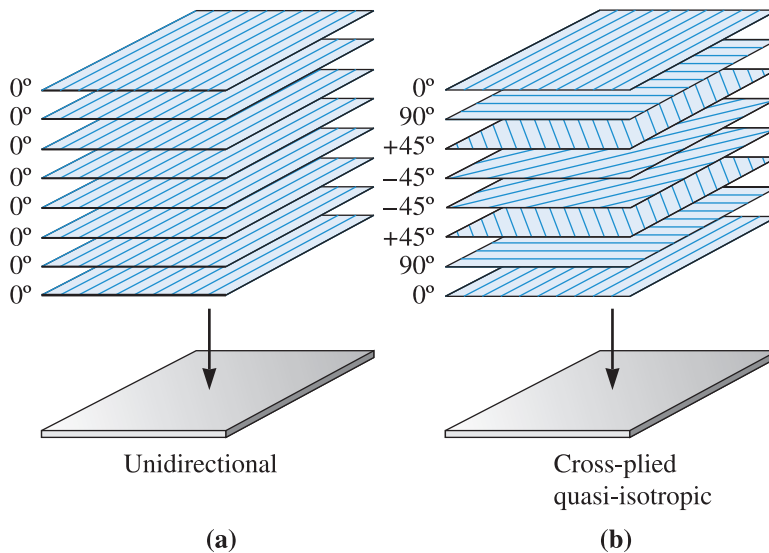 0º
0º
0º
0º
0º
0º
0º
0º
Unidirectional
(a)
0º
90º
+45º
−45º
−45º
+45º
90º
0º
Cross-plied
quasi-isotropic
(b)